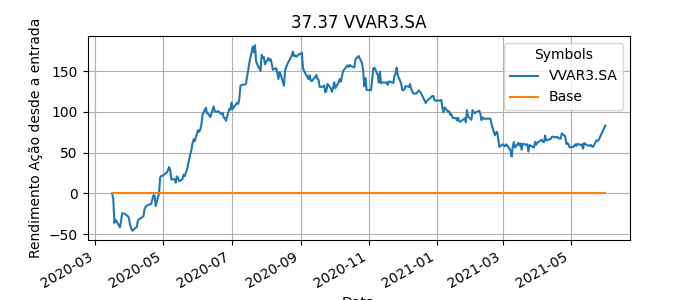 37.37 VVAR3.SA
Rendimento Ação desde a entrada
150
100
50
0
−50
Symbols
VVAR3.SA
Base
2020-03
2020-05
2020-07
2020-09
2020-11
2021-01
2021-03
2021-05